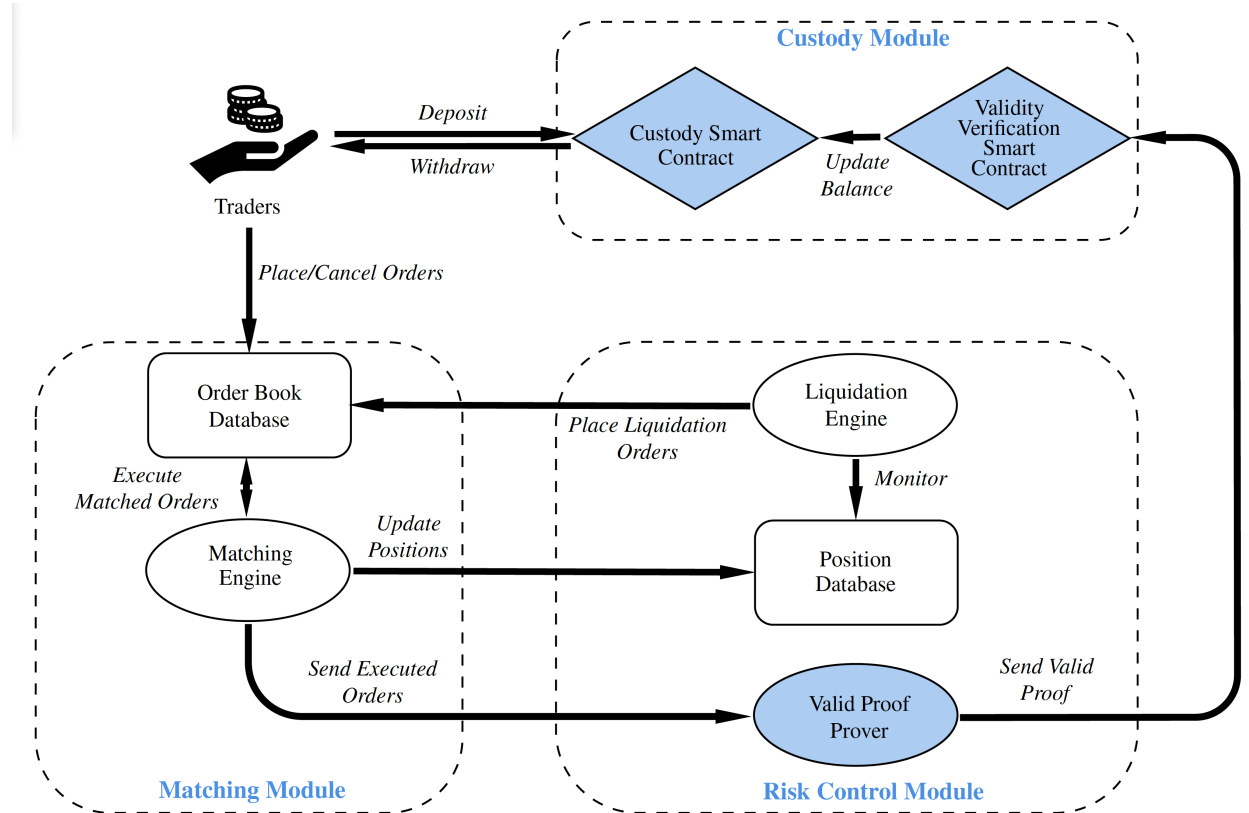 Custody Module
Deposit
Withdraw
Custody Smart
Contract
Update
Balance
Validity
Verification
Smart
Contract
Traders
Place/Cancel Orders
Order Book
Database
Place Liquidation
Orders
Liquidation
Engine
Execute
Matched Orders
Monitor
Matching
Engine
Update
Positions
Position
Database
Send Executed
Orders
Valid Proof
Prover
Send Valid
Proof
Matching Module
Risk Control Module